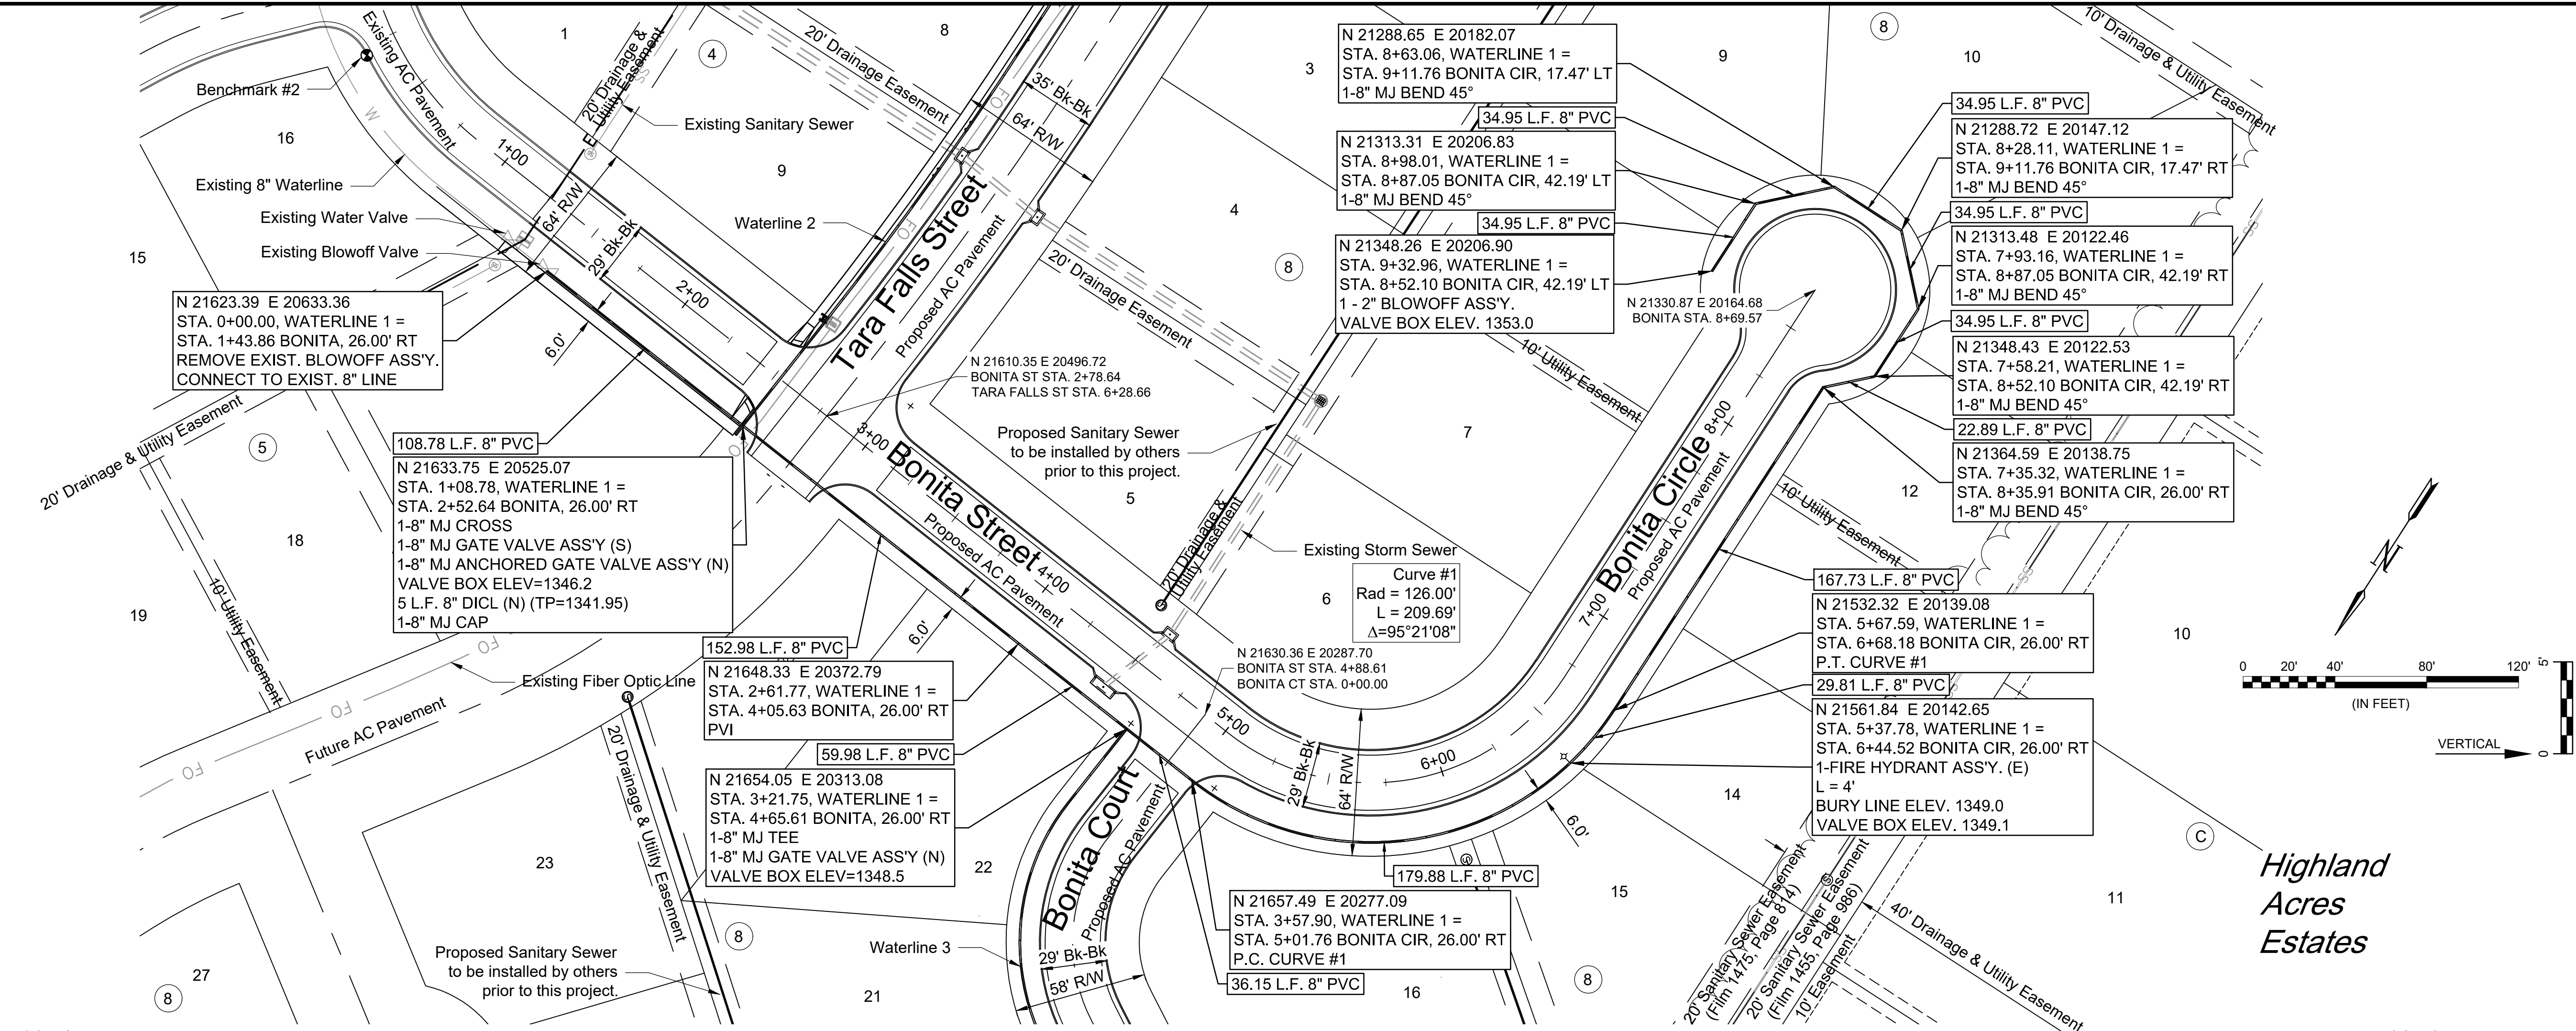 1
4
8
20' Drainage &
Utility Easement
SS
Existing AC Pavement
Benchmark #2
16
W
1+00
Existing Sanitary Sewer
Existing 8" Waterline
64' R/W
9
Existing Water Valve
Existing Blowoff Valve
Waterline 2
15
29' Bk-Bk
2+00
20' Drainage Easement
35' Bk-Bk
64' R/W
FO
FO
Tara Falls Street
Proposed AC Pavement
N 21623.39 E 20633.36
STA. 0+00.00, WATERLINE 1 =
STA. 1+43.86 BONITA, 26.00' RT
REMOVE EXIST. BLOWOFF ASS'Y.
CONNECT TO EXIST. 8" LINE
6.0'
20' Drainage & Utility Easement
5
108.78 L.F. 8" PVC
N 21633.75 E 20525.07
STA. 1+08.78, WATERLINE 1 =
STA. 2+52.64 BONITA, 26.00' RT
1-8" MJ CROSS
1-8" MJ GATE VALVE ASS'Y (S)
1-8" MJ ANCHORED GATE VALVE ASS'Y (N)
VALVE BOX ELEV=1346.2
5 L.F. 8" DICL (N) (TP=1341.95)
1-8" MJ CAP
FO
18
19
10' Utility Easement
FO
FO
FO
Existing Fiber Optic Line
Future AC Pavement
3
4
8
20' Drainage Easement
N 21610.35 E 20496.72
BONITA ST STA. 2+78.64
TARA FALLS ST STA. 6+28.66
3+00
Bonita Street
4+00
Proposed AC Pavement
Proposed Sanitary Sewer
to be installed by others
prior to this project.
5
7
20' Drainage &
Utility Easement
Existing Storm Sewer
6
Curve #1
Rad = 126.00'
L = 209.69'
Δ=95°21'08"
6.0'
152.98 L.F. 8" PVC
N 21648.33 E 20372.79
STA. 2+61.77, WATERLINE 1 =
STA. 4+05.63 BONITA, 26.00' RT
PVI
59.98 L.F. 8" PVC
N 21654.05 E 20313.08
STA. 3+21.75, WATERLINE 1 =
STA. 4+65.61 BONITA, 26.00' RT
1-8" MJ TEE
1-8" MJ GATE VALVE ASS'Y (N)
VALVE BOX ELEV=1348.5
N 21630.36 E 20287.70
BONITA ST STA. 4+88.61
BONITA CT STA. 0+00.00
5+00
6+00
29' Bk-Bk
64' R/W
Bonita Court
Proposed AC Pavement
29' Bk-Bk
58' R/W
Waterline 3
20' Drainage & Utility Easement
23
22
21
8
27
8
Proposed Sanitary Sewer
to be installed by others
prior to this project.
N 21288.65 E 20182.07
STA. 8+63.06, WATERLINE 1 =
STA. 9+11.76 BONITA CIR, 17.47' LT
1-8" MJ BEND 45°
34.95 L.F. 8" PVC
N 21313.31 E 20206.83
STA. 8+98.01, WATERLINE 1 =
STA. 8+87.05 BONITA CIR, 42.19' LT
1-8" MJ BEND 45°
34.95 L.F. 8" PVC
N 21348.26 E 20206.90
STA. 9+32.96, WATERLINE 1 =
STA. 8+52.10 BONITA CIR, 42.19' LT
1 - 2" BLOWOFF ASS'Y.
VALVE BOX ELEV. 1353.0
N 21330.87 E 20164.68
BONITA STA. 8+69.57
10' Utility Easement
9
8
10
10' Drainage & Utility Easement
34.95 L.F. 8" PVC
N 21288.72 E 20147.12
STA. 8+28.11, WATERLINE 1 =
STA. 9+11.76 BONITA CIR, 17.47' RT
1-8" MJ BEND 45°
34.95 L.F. 8" PVC
N 21313.48 E 20122.46
STA. 7+93.16, WATERLINE 1 =
STA. 8+87.05 BONITA CIR, 42.19' RT
1-8" MJ BEND 45°
34.95 L.F. 8" PVC
N 21348.43 E 20122.53
STA. 7+58.21, WATERLINE 1 =
STA. 8+52.10 BONITA CIR, 42.19' RT
1-8" MJ BEND 45°
22.89 L.F. 8" PVC
N 21364.59 E 20138.75
STA. 7+35.32, WATERLINE 1 =
STA. 8+35.91 BONITA CIR, 26.00' RT
1-8" MJ BEND 45°
SS
8+00
Bonita Circle
7+00
Proposed AC Pavement
12
10' Utility Easement
SS
167.73 L.F. 8" PVC
N 21532.32 E 20139.08
STA. 5+67.59, WATERLINE 1 =
STA. 6+68.18 BONITA CIR, 26.00' RT
P.T. CURVE #1
29.81 L.F. 8" PVC
N 21561.84 E 20142.65
STA. 5+37.78, WATERLINE 1 =
STA. 6+44.52 BONITA CIR, 26.00' RT
1-FIRE HYDRANT ASS'Y. (E)
L = 4'
BURY LINE ELEV. 1349.0
VALVE BOX ELEV. 1349.1
10
14
6.0'
179.88 L.F. 8" PVC
N 21657.49 E 20277.09
STA. 3+57.90, WATERLINE 1 =
STA. 5+01.76 BONITA CIR, 26.00' RT
P.C. CURVE #1
36.15 L.F. 8" PVC
S
15
16
8
20' Sanitary Sewer Easement
(Film 1475, Page 814)
S
20' Sanitary Sewer Easement
(Film 1455, Page 986)
10' Easement
40' Drainage & Utility Easement
11
C
Highland
Acres
Estates
N
0 20' 40' 80' 120'
(IN FEET)
5'
0
VERTICAL